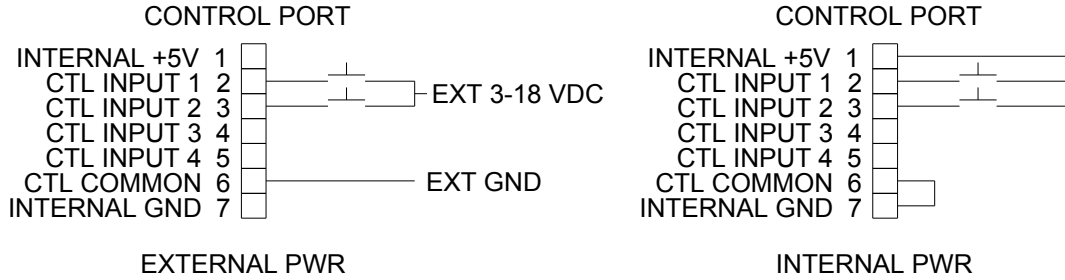 CONTROL PORT
INTERNAL +5V 1
CTL INPUT 1 2
CTL INPUT 2 3
CTL INPUT 3 4
CTL INPUT 4 5
CTL COMMON 6
INTERNAL GND 7
EXT 3-18 VDC
EXT GND
EXTERNAL PWR
CONTROL PORT
INTERNAL +5V 1
CTL INPUT 1 2
CTL INPUT 2 3
CTL INPUT 3 4
CTL INPUT 4 5
CTL COMMON 6
INTERNAL GND 7
INTERNAL PWR